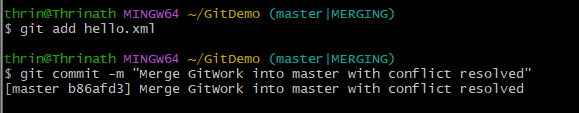 thrin@Thrinath MINGW64 ~/GitDemo (master|MERGING)
$ git add hello.xml
thrin@Thrinath MINGW64 ~/GitDemo (master|MERGING)
$ git commit -m "Merge GitWork into master with conflict resolved"
[master b86afd3] Merge GitWork into master with conflict resolved